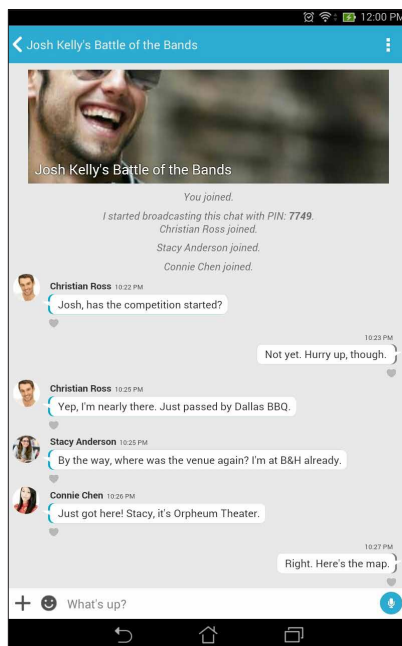 12:00 PM
Josh Kelly's Battle of the Bands
Josh Kelly's Battle of the Bands
You joined.
I started broadcasting this chat with PIN: 7749.
Christian Ross joined.
Stacy Anderson joined.
Connie Chen joined.
Christian Ross 10:22 PM
Josh, has the competition started?
10:23 PM
Not yet. Hurry up, though.
Christian Ross 10:25 PM
Yep, I'm nearly there. Just passed by Dallas BBQ.
Stacy Anderson 10:25 PM
By the way, where was the venue again? I'm at B&H already.
Connie Chen 10:26 PM
Just got here! Stacy, it's Orpheum Theater.
10:27 PM
Right. Here's the map.
What's up?